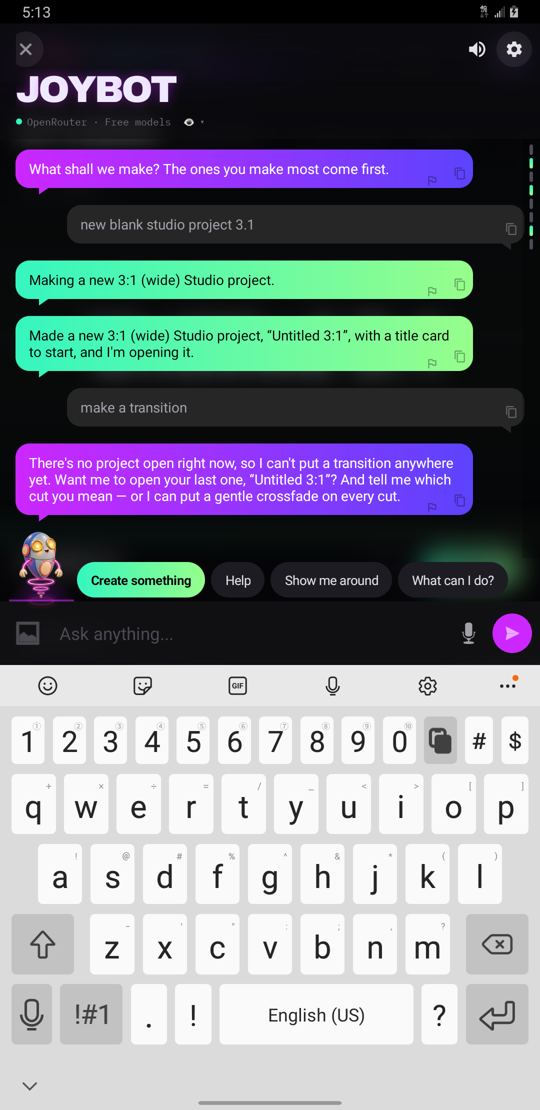 5:13
JOYBOT
OpenRouter · Free models
What shall we make? The ones you make most come first.
new blank studio project 3.1
Making a new 3:1 (wide) Studio project.
Made a new 3:1 (wide) Studio project, “Untitled 3:1”, with a title card
to start, and I'm opening it.
make a transition
There's no project open right now, so I can't put a transition anywhere
yet. Want me to open your last one, “Untitled 3:1”? And tell me which
cut you mean — or I can put a gentle crossfade on every cut.
Create something
Help
Show me around
What can I do?
Ask anything...
GIF
1 2 3 4 5 6 7 8 9 0 # $
q w e r t y u i o p
a s d f g h j k l
z x c v b n m
!#1 . ! English (US) ?